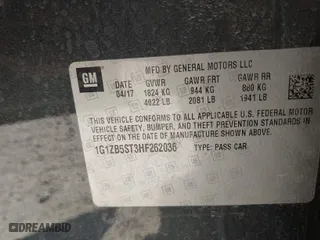 GM
MFD BY GENERAL MOTORS LLC
DATE GVWR GAWR FRT GAWR RR
04/17 1824 KG 944 KG 880 KG
4022 LB 2081 LB 1941 LB
THIS VEHICLE CONFORMS TO ALL APPLICABLE U.S. FEDERAL MOTOR
VEHICLE SAFETY, BUMPER, AND THEFT PREVENTION STANDARDS IN
EFFECT ON THE DATE OF MANUFACTURE SHOWN ABOVE.
1G1ZB5ST3HF262036 TYPE: PASS CAR
DREAMBID